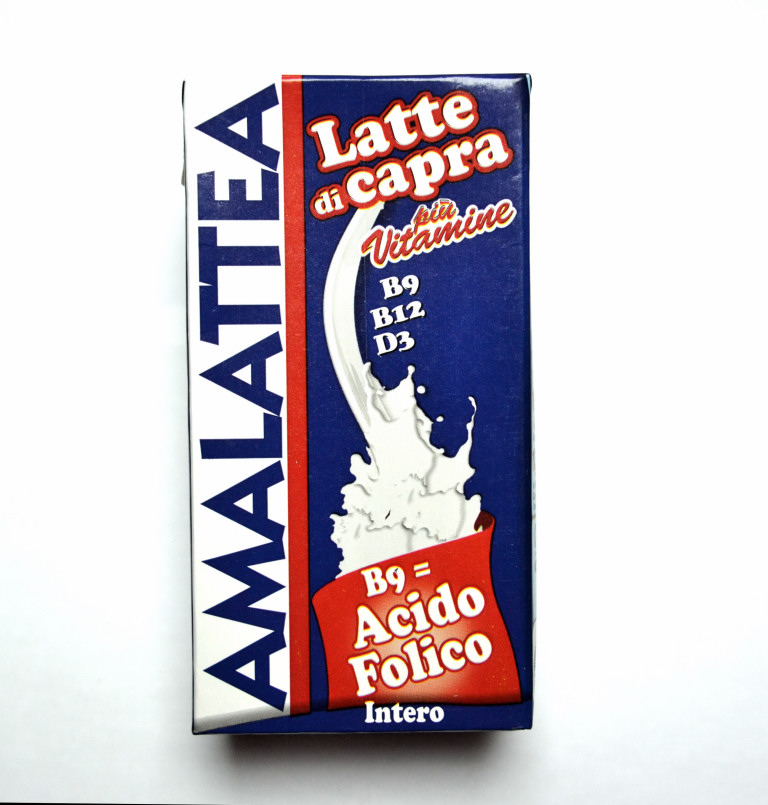 AMALATTEA
Latte
di capra
più
Vitamine
B9
B12
D3
B9 =
Acido
Folico
Intero